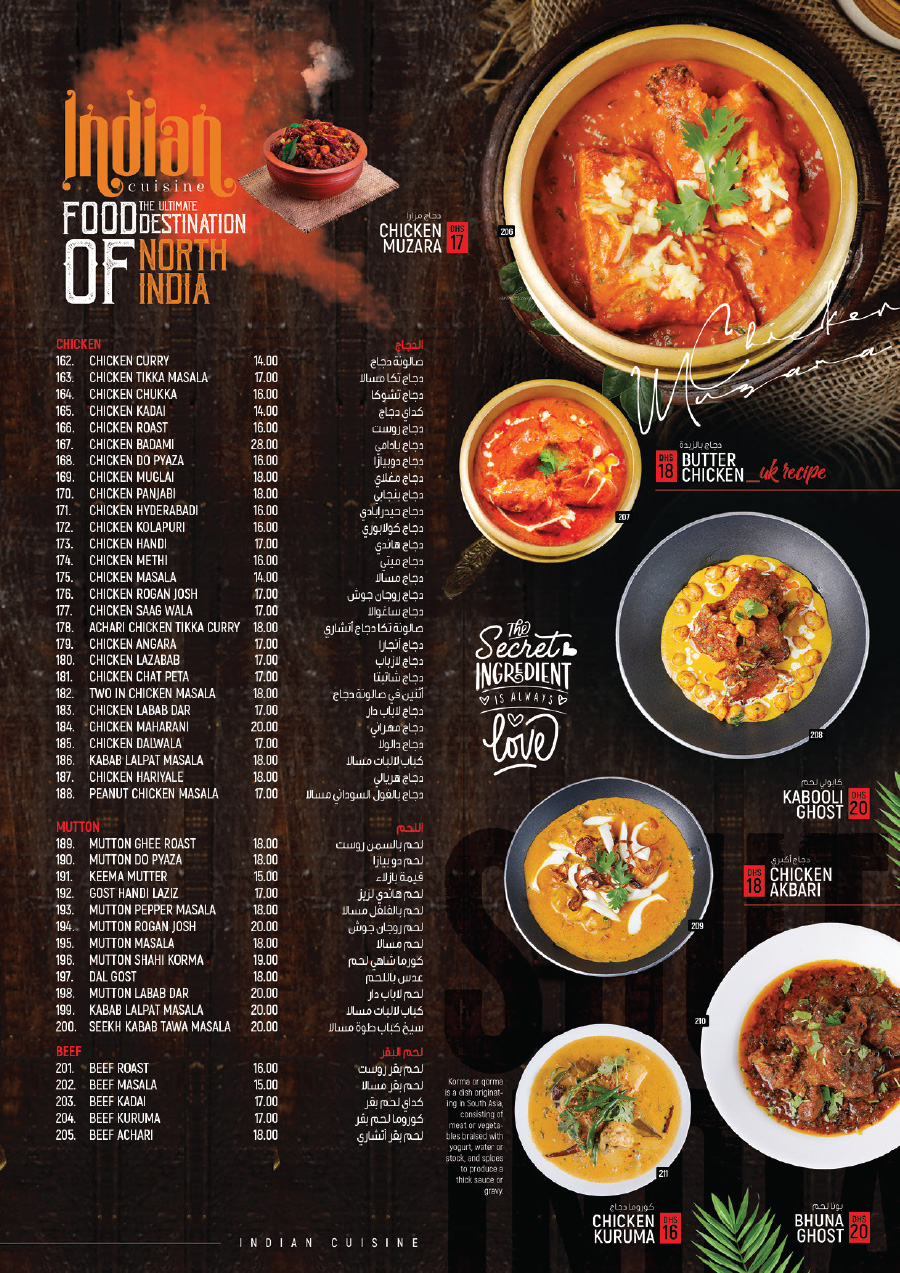 Indian
cuisine
FOOD THE ULTIMATE DESTINATION
OF NORTH INDIA
دجاج مزارا
CHICKEN MUZARA DHS 17
206
Chicken
Muzara
دجاج بالزبدة
DHS 18 BUTTER CHICKEN _uk recipe
207
208
The
Secret
INGREDIENT
IS ALWAYS
love
كابولي لحم
KABOOLI GHOST DHS 20
دجاج أكبري
DHS 18 CHICKEN AKBARI
209
210
211
CHICKEN الدجاج
162. CHICKEN CURRY 14.00 صالونة دجاج
163. CHICKEN TIKKA MASALA 17.00 دجاج تكا مسالا
164. CHICKEN CHUKKA 16.00 دجاج تشوكا
165. CHICKEN KADAI 14.00 كداي دجاج
166. CHICKEN ROAST 16.00 دجاج روست
167. CHICKEN BADAMI 28.00 دجاج بادامي
168. CHICKEN DO PYAZA 16.00 دجاج دوبيازا
169. CHICKEN MUGLAI 18.00 دجاج مغلاي
170. CHICKEN PANJABI 18.00 دجاج بنجابي
171. CHICKEN HYDERABADI 16.00 دجاج حيدرابادي
172. CHICKEN KOLAPURI 16.00 دجاج كولابوري
173. CHICKEN HANDI 17.00 دجاج هاندي
174. CHICKEN METHI 16.00 دجاج ميتي
175. CHICKEN MASALA 14.00 دجاج مسالا
176. CHICKEN ROGAN JOSH 17.00 دجاج روجان جوش
177. CHICKEN SAAG WALA 17.00 دجاج ساغوالا
178. ACHARI CHICKEN TIKKA CURRY 18.00 صالونة تكا دجاج أتشاري
179. CHICKEN ANGARA 17.00 دجاج أنجارا
180. CHICKEN LAZABAB 17.00 دجاج لازباب
181. CHICKEN CHAT PETA 17.00 دجاج شاتبتا
182. TWO IN CHICKEN MASALA 18.00 أثنين في صالونة دجاج
183. CHICKEN LABAB DAR 17.00 دجاج لاباب دار
184. CHICKEN MAHARANI 20.00 دجاج مهراني
185. CHICKEN DALWALA 17.00 دجاج دالولا
186. KABAB LALPAT MASALA 18.00 كباب لالبات مسالا
187. CHICKEN HARIYALE 18.00 دجاج هريالي
188. PEANUT CHICKEN MASALA 17.00 دجاج بالفول السوداني مسالا
MUTTON اللحم
189. MUTTON GHEE ROAST 18.00 لحم بالسمن روست
190. MUTTON DO PYAZA 18.00 لحم دو بيازا
191. KEEMA MUTTER 15.00 قيمة بازلاء
192. GOST HANDI LAZIZ 17.00 لحم هاندي لزيز
193. MUTTON PEPPER MASALA 18.00 لحم بالفلفل مسالا
194. MUTTON ROGAN JOSH 20.00 لحم روجان جوش
195. MUTTON MASALA 18.00 لحم مسالا
196. MUTTON SHAHI KORMA 19.00 كورما شاهي لحم
197. DAL GOST 18.00 عدس باللحم
198. MUTTON LABAB DAR 20.00 لحم لاباب دار
199. KABAB LALPAT MASALA 20.00 كباب لالبات مسالا
200. SEEKH KABAB TAWA MASALA 20.00 سيخ كباب طوة مسالا
BEEF لحم البقر
201. BEEF ROAST 16.00 لحم بقر روست
202. BEEF MASALA 15.00 لحم بقر مسالا
203. BEEF KADAI 17.00 كداي لحم بقر
204. BEEF KURUMA 17.00 كوروما لحم بقر
205. BEEF ACHARI 18.00 لحم بقر أتشاري
Korma or qorma
is a dish originat-
ing in South Asia,
consisting of
meat or vegeta-
bles braised with
yogurt, water or
stock, and spices
to produce a
thick sauce or
gravy.
كوروما دجاج
CHICKEN KURUMA DHS 16
بونا لحم
BHUNA GHOST DHS 20
INDIAN CUISINE